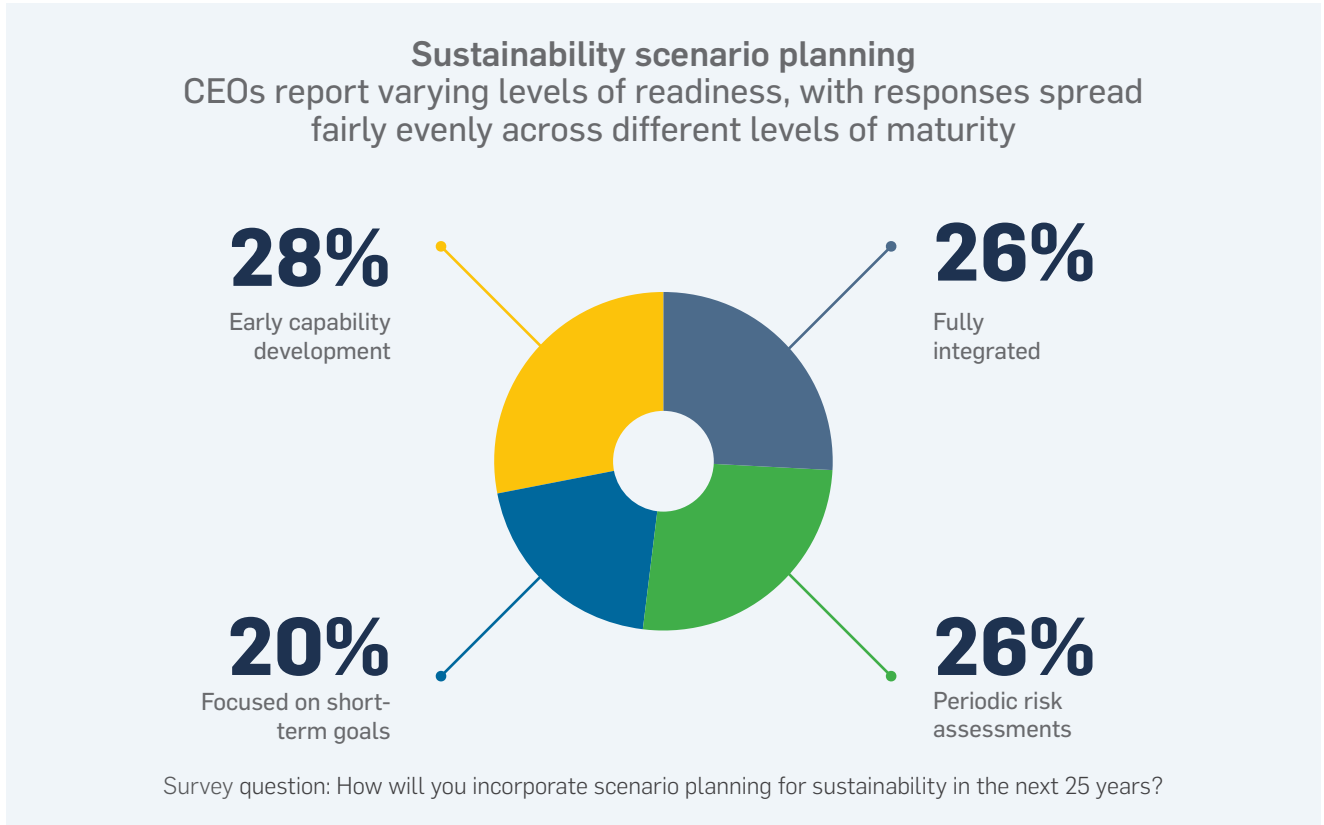 Sustainability scenario planning
CEOs report varying levels of readiness, with responses spread
fairly evenly across different levels of maturity
28%
Early capability
development
26%
Fully
integrated
20%
Focused on short-
term goals
26%
Periodic risk
assessments
Survey question: How will you incorporate scenario planning for sustainability in the next 25 years?